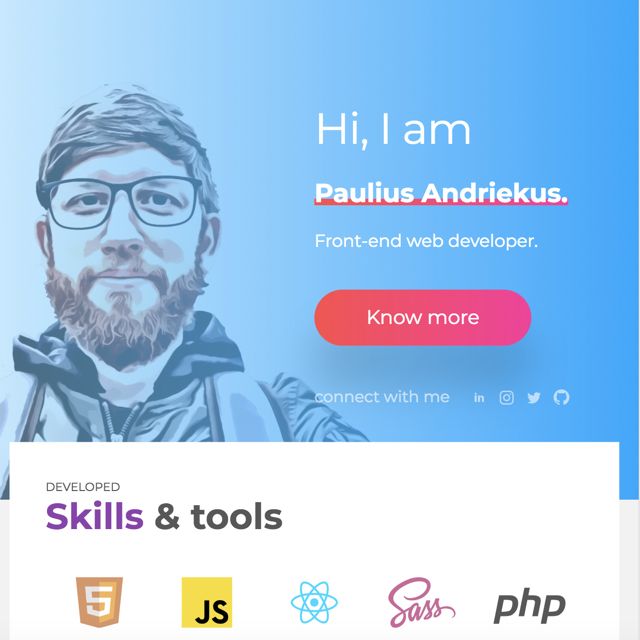 Hi, I am
Paulius Andriekus.
Front-end web developer.
Know more
connect with me in
DEVELOPED
Skills & tools
5 JS Sass php